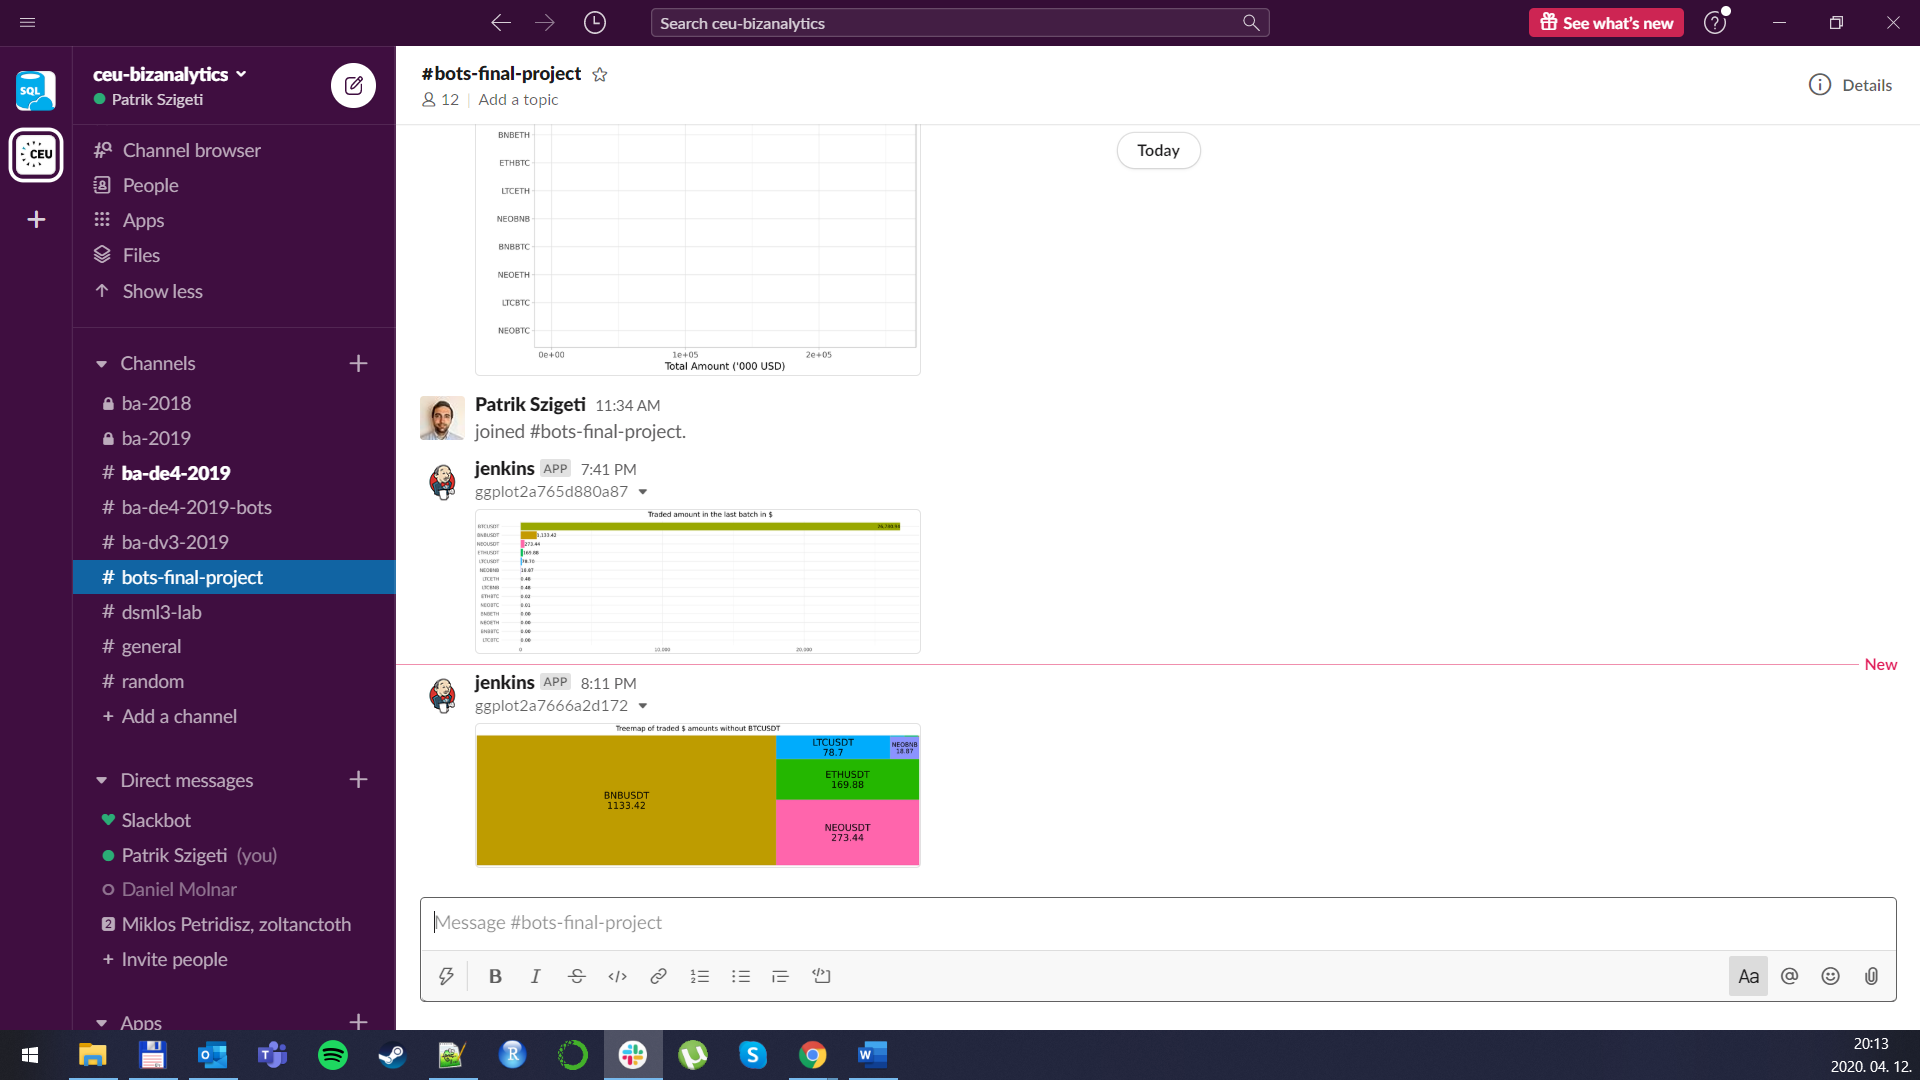 Search ceu-bizanalytics
See what's new
SQL
CEU
ceu-bizanalytics
Patrik Szigeti
Channel browser
People
Apps
Files
Show less
Channels
ba-2018
ba-2019
# ba-de4-2019
# ba-de4-2019-bots
# ba-dv3-2019
# bots-final-project
# dsml3-lab
# general
# random
+ Add a channel
Direct messages
Slackbot
Patrik Szigeti (you)
Daniel Molnar
2 Miklos Petridisz, zoltanctoth
+ Invite people
Apps
#bots-final-project
12 | Add a topic
Details
Today
BNBETH
ETHBTC
LTCETH
NEOBNB
BNBBTC
NEOETH
LTCBTC
NEOBTC
0e+00 1e+05 2e+05
Total Amount ('000 USD)
Patrik Szigeti 11:34 AM
joined #bots-final-project.
jenkins APP 7:41 PM
ggplot2a765d880a87
Traded amount in the last batch in $
BTCUSDT
BNBUSDT 1,133.42
NEOUSDT 273.44
ETHUSDT 169.88
LTCUSDT 78.70
NEOBNB 18.87
LTCETH 0.48
LTCBNB 0.48
ETHBTC 0.02
NEOBTC 0.01
BNBETH 0.00
NEOETH 0.00
BNBBTC 0.00
LTCBTC 0.00
0 10,000 20,000
New
jenkins APP 8:11 PM
ggplot2a7666a2d172
Treemap of traded $ amounts without BTCUSDT
BNBUSDT
1133.42
LTCUSDT
78.7
NEOBNB
18.87
ETHUSDT
169.88
NEOUSDT
273.44
Message #bots-final-project
B I S Aa @
20:13
2020. 04. 12.